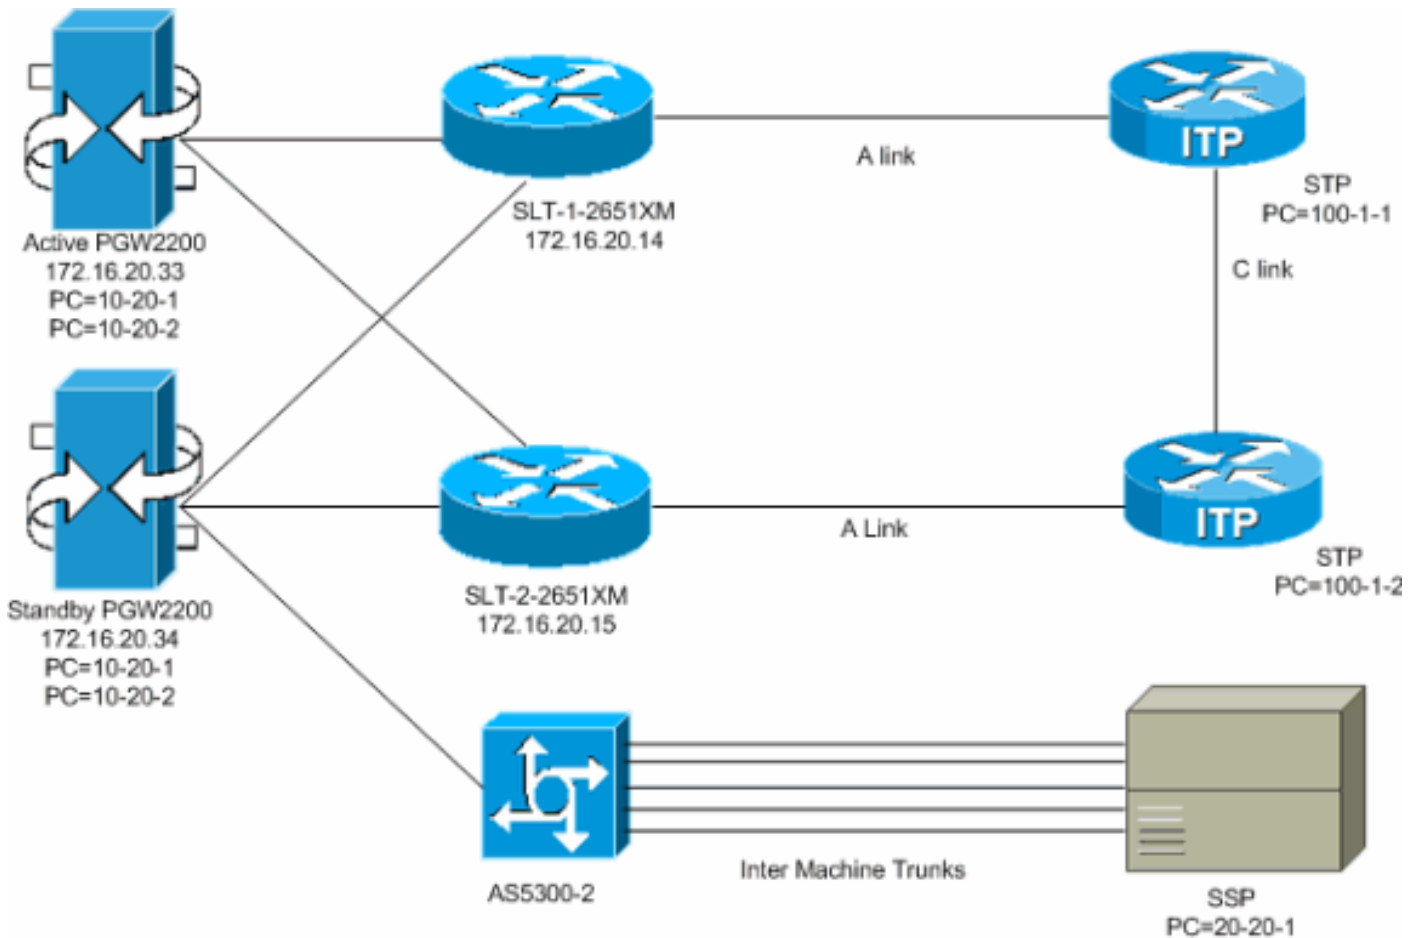 ITP
A link
STP
PC=100-1-1
SLT-1-2651XM
172.16.20.14
Active PGW2200
172.16.20.33
PC=10-20-1
PC=10-20-2
C link
ITP
A Link
STP
PC=100-1-2
SLT-2-2651XM
172.16.20.15
Standby PGW2200
172.16.20.34
PC=10-20-1
PC=10-20-2
Inter Machine Trunks
AS5300-2
SSP
PC=20-20-1